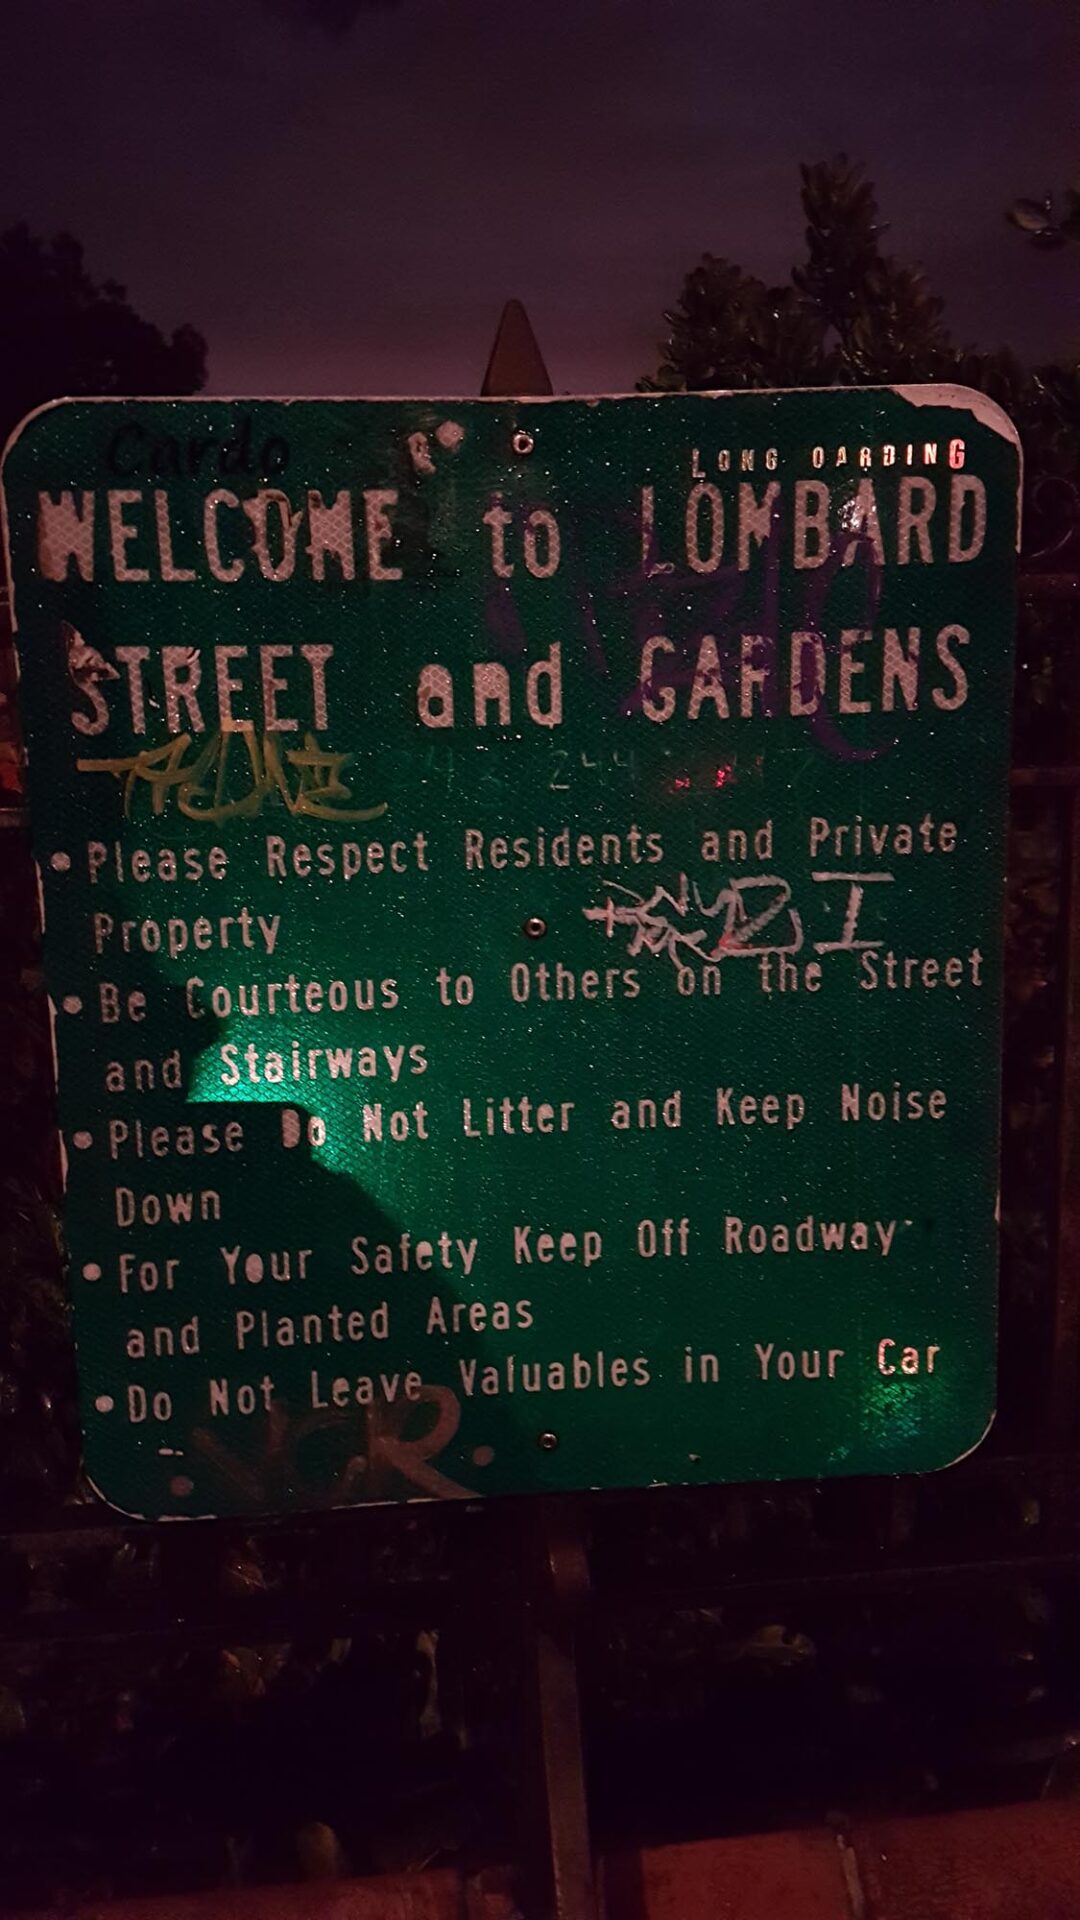 Cardo
LONG OARDING
WELCOME to LOMBARD
STREET and GARDENS
• Please Respect Residents and Private
Property
• Be Courteous to Others on the Street
and Stairways
• Please Do Not Litter and Keep Noise
Down
• For Your Safety Keep Off Roadway
and Planted Areas
• Do Not Leave Valuables in Your Car